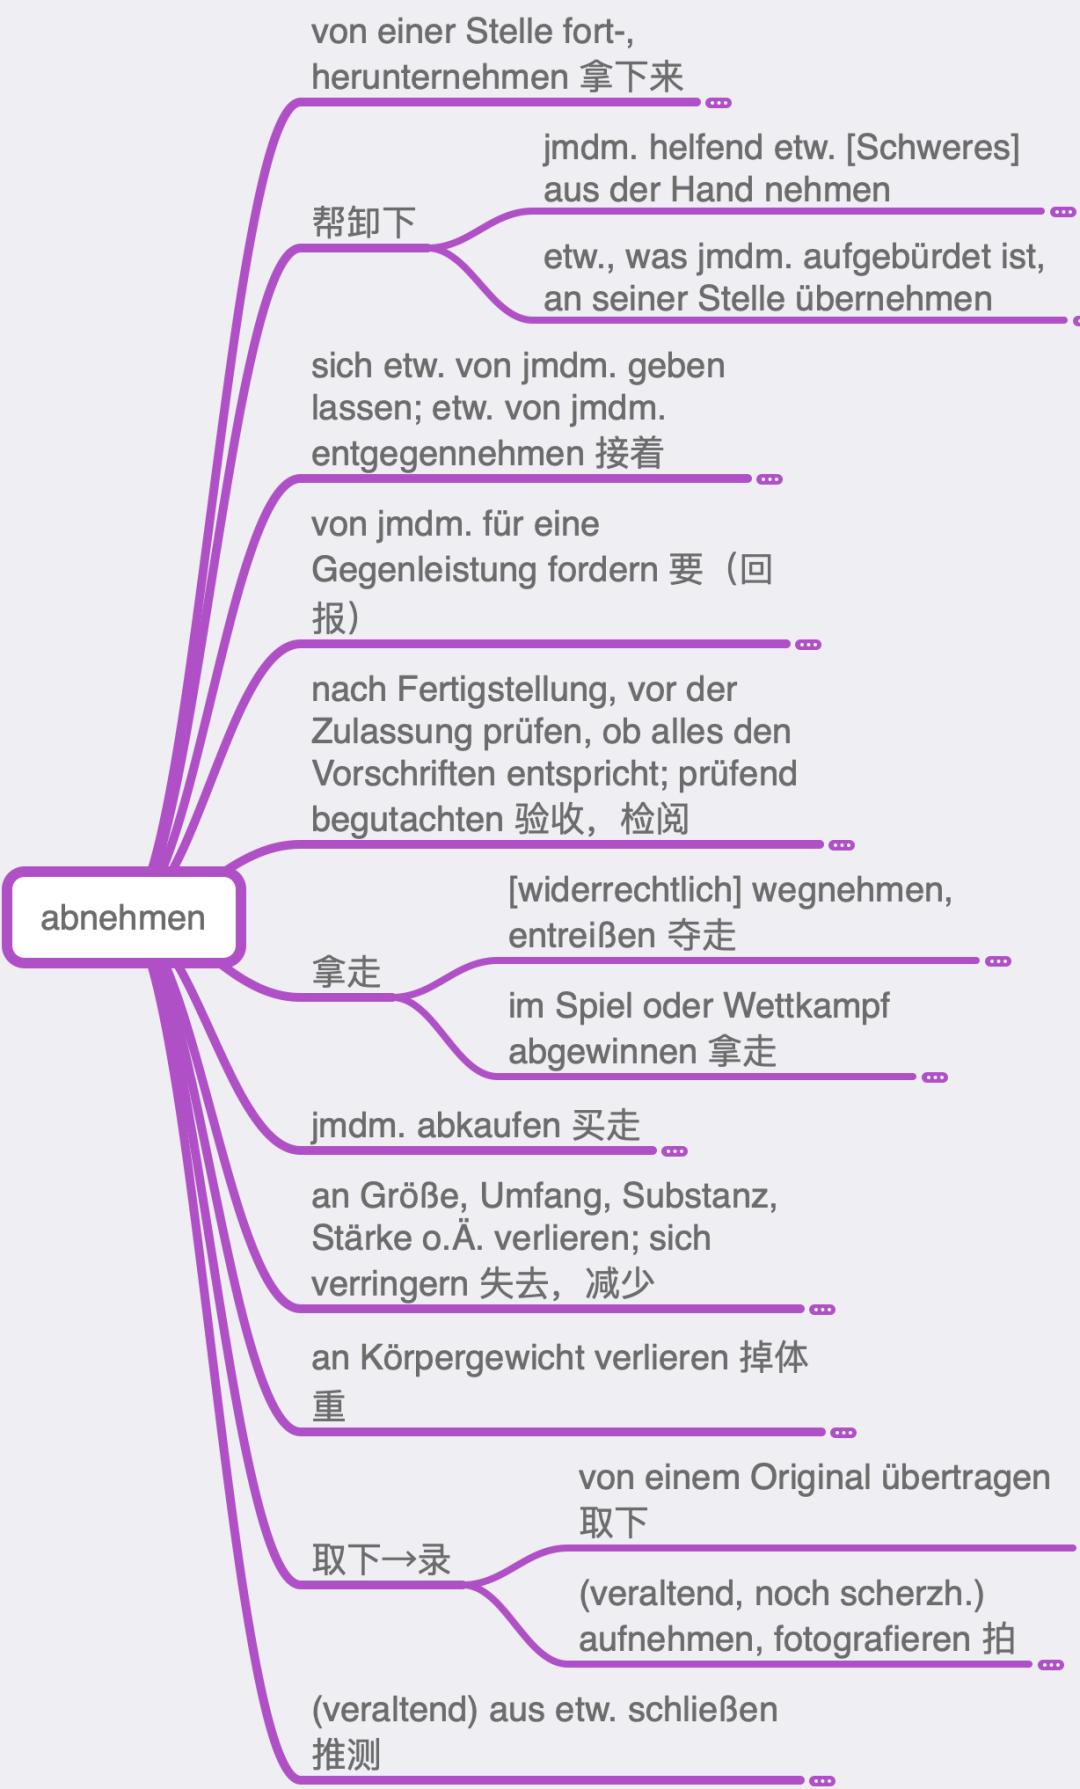 von einer Stelle fort-,
herunternehmen 拿下来
jmdm. helfend etw. [Schweres]
aus der Hand nehmen
帮卸下
etw., was jmdm. aufgebürdet ist,
an seiner Stelle übernehmen
sich etw. von jmdm. geben
lassen; etw. von jmdm.
entgegennehmen 接着
von jmdm. für eine
Gegenleistung fordern 要（回
报）
nach Fertigstellung, vor der
Zulassung prüfen, ob alles den
Vorschriften entspricht; prüfend
begutachten 验收，检阅
abnehmen
[widerrechtlich] wegnehmen,
entreißen 夺走
拿走
im Spiel oder Wettkampf
abgewinnen 拿走
jmdm. abkaufen 买走
an Größe, Umfang, Substanz,
Stärke o.Ä. verlieren; sich
verringern 失去，减少
an Körpergewicht verlieren 掉体
重
von einem Original übertragen
取下
取下→录
(veraltend, noch scherzh.)
aufnehmen, fotografieren 拍
(veraltend) aus etw. schließen
推测